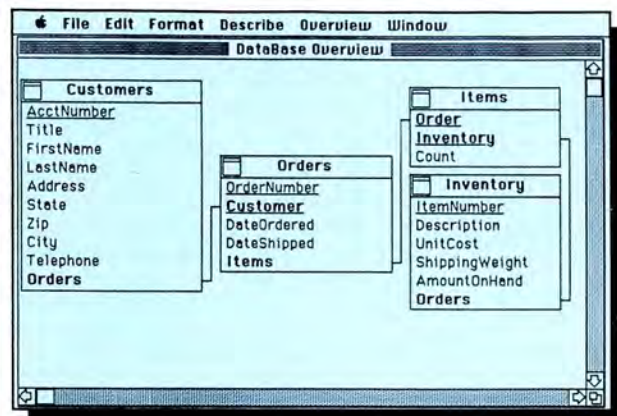 File Edit Format Describe Overview Window
DataBase Overview
Customers
AcctNumber
Title
FirstName
LastName
Address
State
Zip
City
Telephone
Orders
Orders
OrderNumber
Customer
DateOrdered
DateShipped
Items
Items
Order
Inventory
Count
Inventory
ItemNumber
Description
UnitCost
ShippingWeight
AmountOnHand
Orders